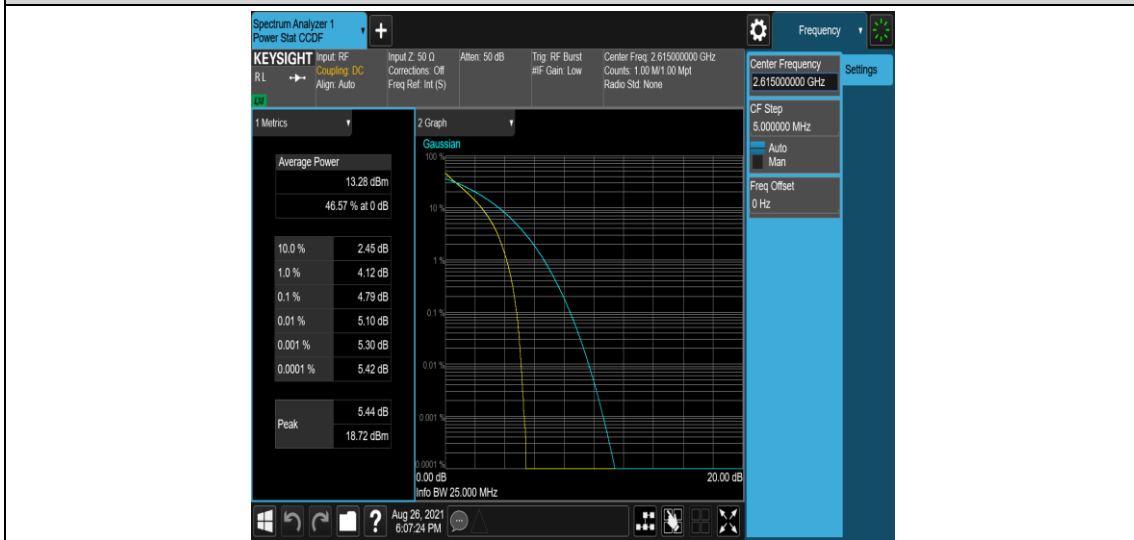 Spectrum Analyzer 1
Power Stat CCDF
Frequency
KEYSIGHT
RL
Input: RF
Coupling: DC
Align: Auto
Input Z: 50 Ω
Corrections: Off
Freq Ref: Int (S)
Atten: 50 dB
Trig: RF Burst
#IF Gain: Low
Center Freq: 2.615000000 GHz
Counts: 1.00 M/1.00 Mpt
Radio Std: None
Center Frequency
2.615000000 GHz
Settings
CF Step
5.000000 MHz
Auto
Man
Freq Offset
0 Hz
1 Metrics
Average Power
13.28 dBm
46.57 % at 0 dB
10.0 % 2.45 dB
1.0 % 4.12 dB
0.1 % 4.79 dB
0.01 % 5.10 dB
0.001 % 5.30 dB
0.0001 % 5.42 dB
Peak
5.44 dB
18.72 dBm
2 Graph
Gaussian
100 %
10 %
1 %
0.1 %
0.01 %
0.001 %
0.0001 %
0.00 dB 20.00 dB
Info BW 25.000 MHz
? Aug 26, 2021
6:07:24 PM